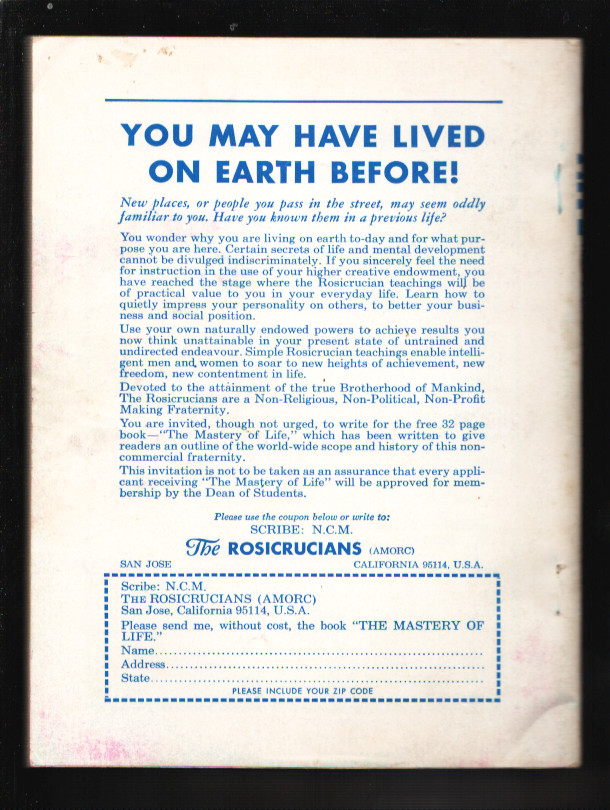 YOU MAY HAVE LIVED
ON EARTH BEFORE!
New places, or people you pass in the street, may seem oddly
familiar to you. Have you known them in a previous life?
You wonder why you are living on earth to-day and for what pur-
pose you are here. Certain secrets of life and mental development
cannot be divulged indiscriminately. If you sincerely feel the need
for instruction in the use of your higher creative endowment, you
have reached the stage where the Rosicrucian teachings will be
of practical value to you in your everyday life. Learn how to
quietly impress your personality on others, to better your busi-
ness and social position.
Use your own naturally endowed powers to achieve results you
now think unattainable in your present state of untrained and
undirected endeavour. Simple Rosicrucian teachings enable intelli-
gent men and women to soar to new heights of achievement, new
freedom, new contentment in life.
Devoted to the attainment of the true Brotherhood of Mankind,
The Rosicrucians are a Non-Religious, Non-Political, Non-Profit
Making Fraternity.
You are invited, though not urged, to write for the free 32 page
book—"The Mastery of Life," which has been written to give
readers an outline of the world-wide scope and history of this non-
commercial fraternity.
This invitation is not to be taken as an assurance that every appli-
cant receiving "The Mastery of Life" will be approved for mem-
bership by the Dean of Students.
Please use the coupon below or write to:
SCRIBE: N.C.M.
The ROSICRUCIANS (AMORC)
SAN JOSE CALIFORNIA 95114, U.S.A.
Scribe: N.C.M.
THE ROSICRUCIANS (AMORC)
San Jose, California 95114, U.S.A.
Please send me, without cost, the book "THE MASTERY OF
LIFE."
Name
Address
State
PLEASE INCLUDE YOUR ZIP CODE